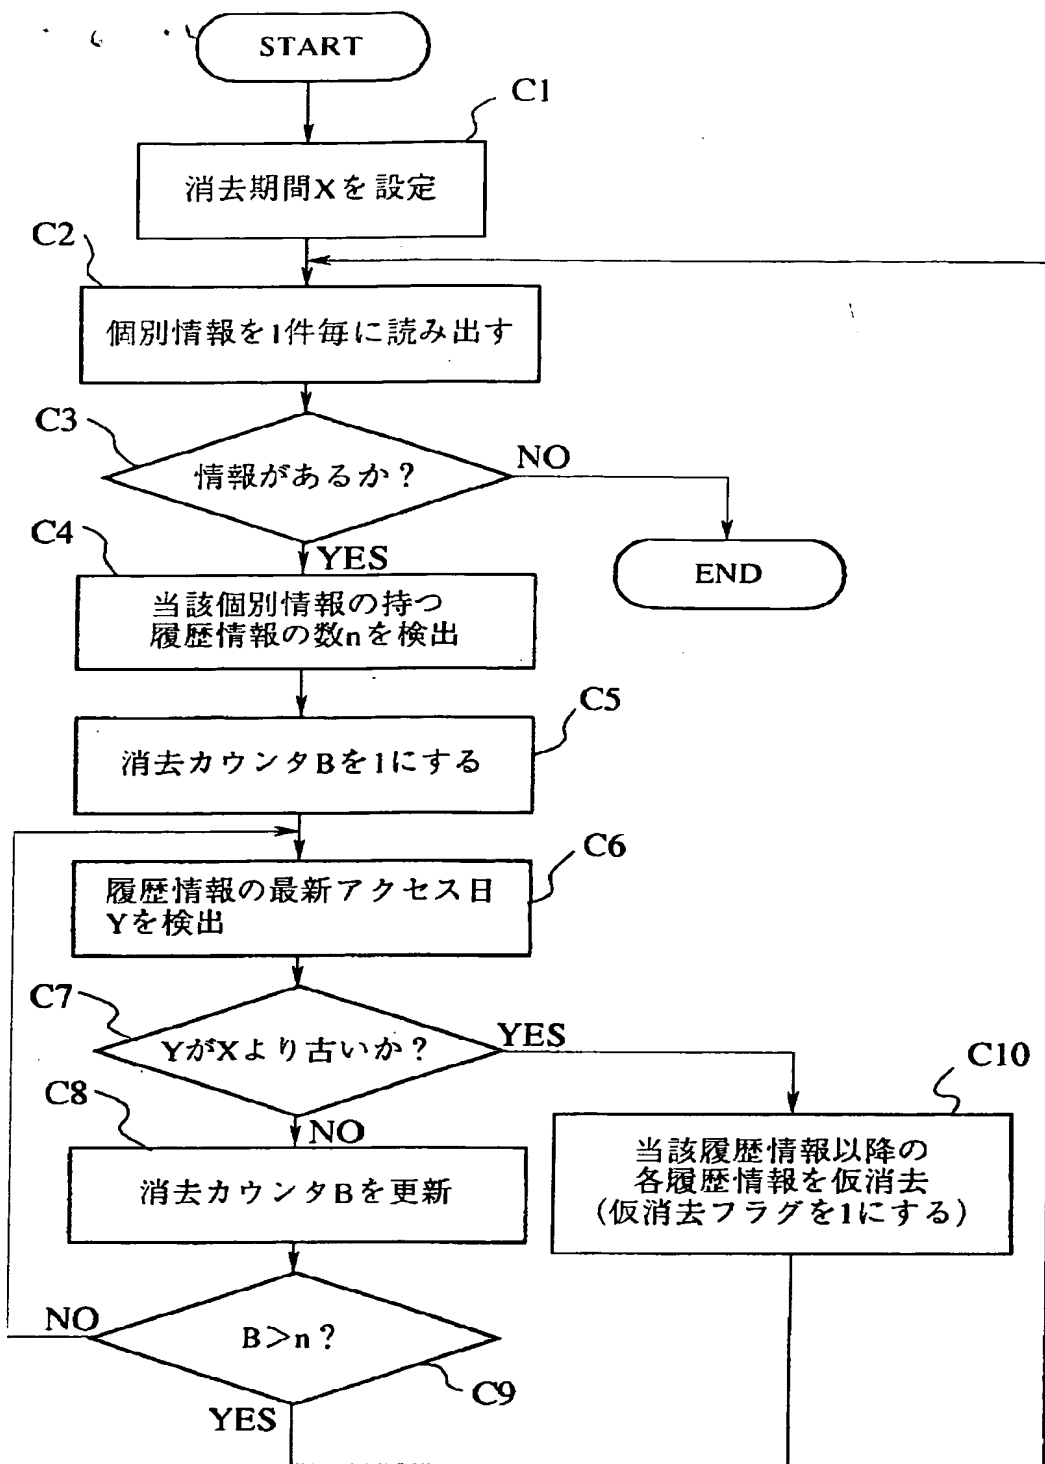 START
C1
消去期間Xを設定
C2
個別情報を1件毎に読み出す
C3
情報があるか？
NO
YES
END
C4
当該個別情報の持つ
履歴情報の数nを検出
C5
消去カウンタBを1にする
C6
履歴情報の最新アクセス日
Yを検出
C7
YがXより古いか？
YES
NO
C8
消去カウンタBを更新
C10
当該履歴情報以降の
各履歴情報を仮消去
(仮消去フラグを1にする)
NO
B>n？
C9
YES